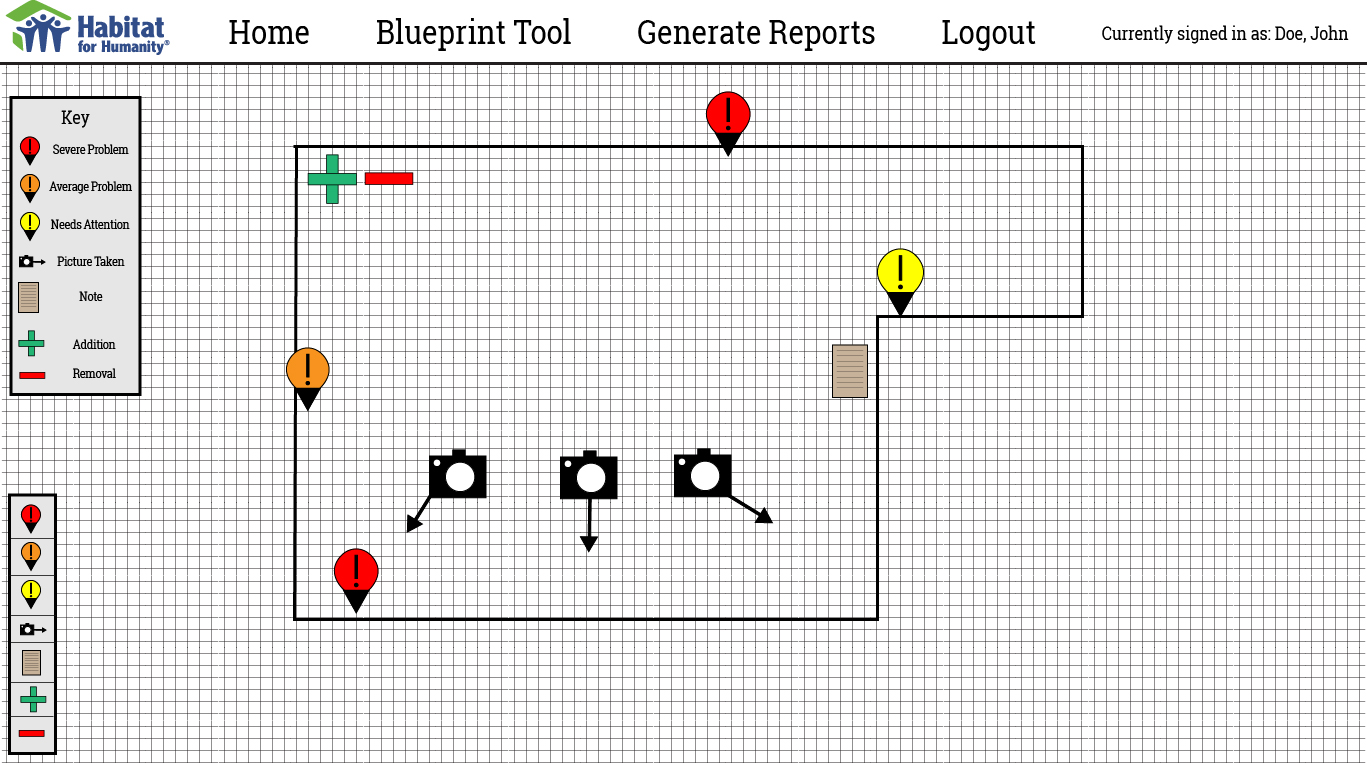 Habitat
for Humanity®
Home
Blueprint Tool
Generate Reports
Logout
Currently signed in as: Doe, John
Key
Severe Problem
Average Problem
Needs Attention
Picture Taken
Note
Addition
Removal